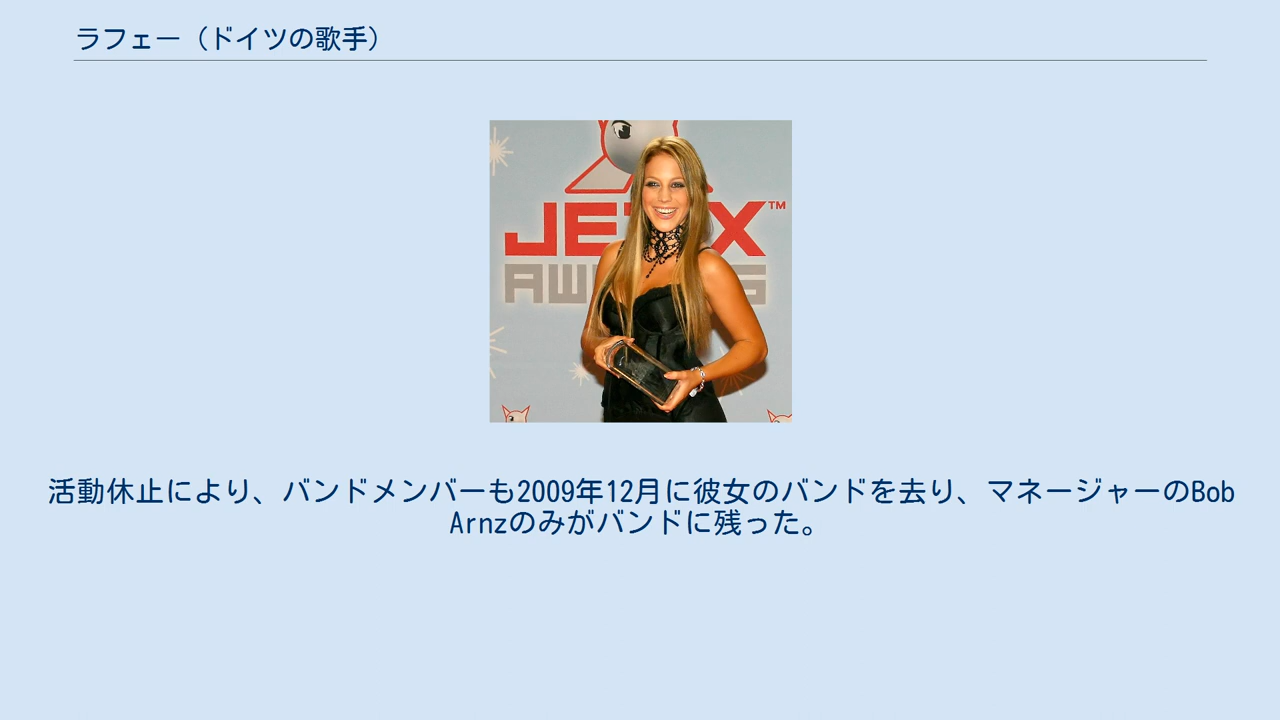 ラフェー（ドイツの歌手）
JETIX™
AWARDS
活動休止により、バンドメンバーも2009年12月に彼女のバンドを去り、マネージャーのBob
Arnzのみがバンドに残った。